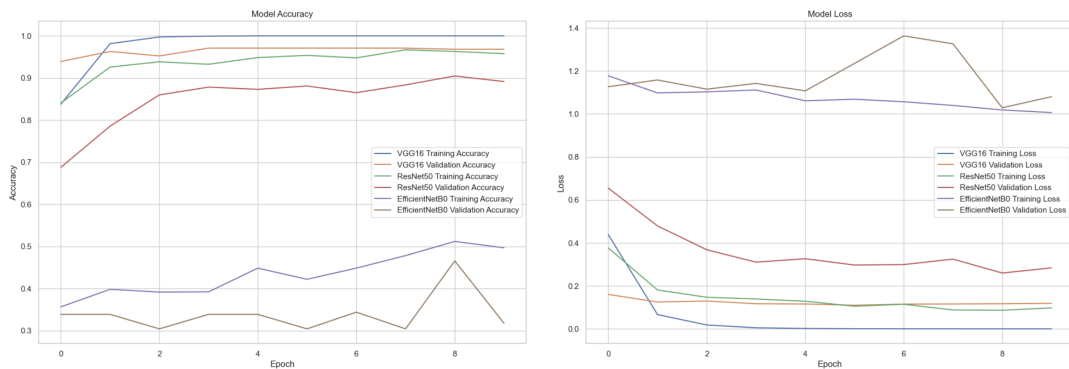 Model Accuracy
1.0
0.9
0.8
0.7
0.6
0.5
0.4
0.3
Accuracy
0 2 4 6 8
Epoch
VGG16 Training Accuracy
VGG16 Validation Accuracy
ResNet50 Training Accuracy
ResNet50 Validation Accuracy
EfficientNetB0 Training Accuracy
EfficientNetB0 Validation Accuracy
Model Loss
1.4
1.2
1.0
0.8
0.6
0.4
0.2
0.0
Loss
0 2 4 6 8
Epoch
VGG16 Training Loss
VGG16 Validation Loss
ResNet50 Training Loss
ResNet50 Validation Loss
EfficientNetB0 Training Loss
EfficientNetB0 Validation Loss